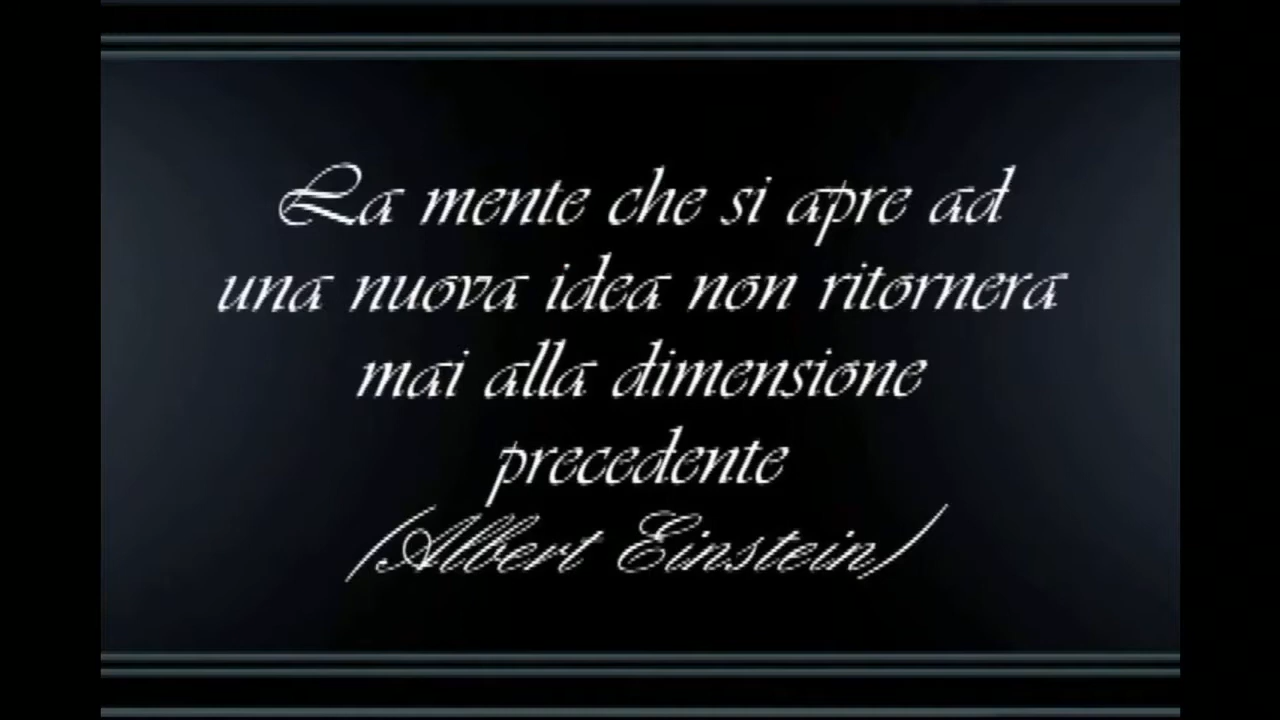 La mente che si apre ad
una nuova idea non ritornera
mai alla dimensione
precedente
(Albert Einstein)